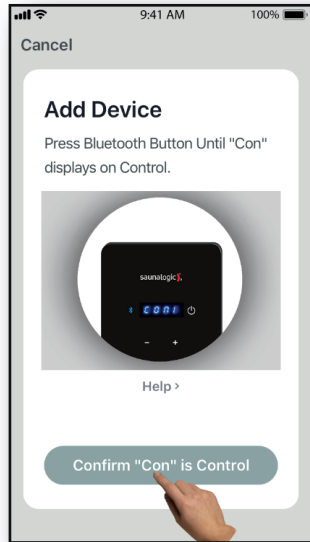 9:41 AM
100%
Cancel
Add Device
Press Bluetooth Button Until "Con"
displays on Control.
saunalogic
CON1
Help >
Confirm "Con" is Control